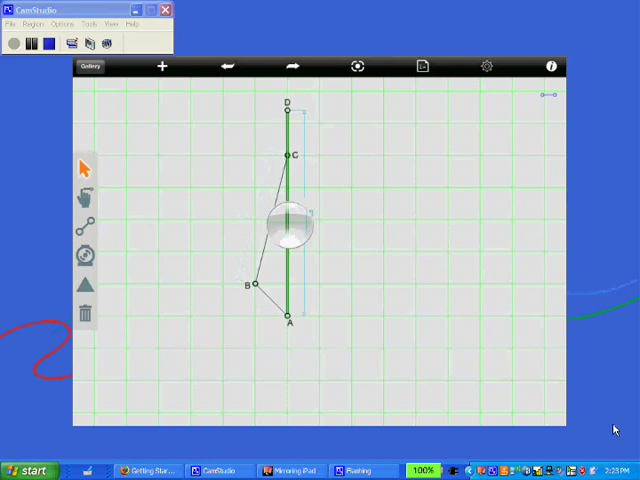 CamStudio
File Region Options Tools View Help
Gallery
D
C
B
A
start
Getting Star...
CamStudio
Mirroring iPad
Flashing
100%
2:23 PM